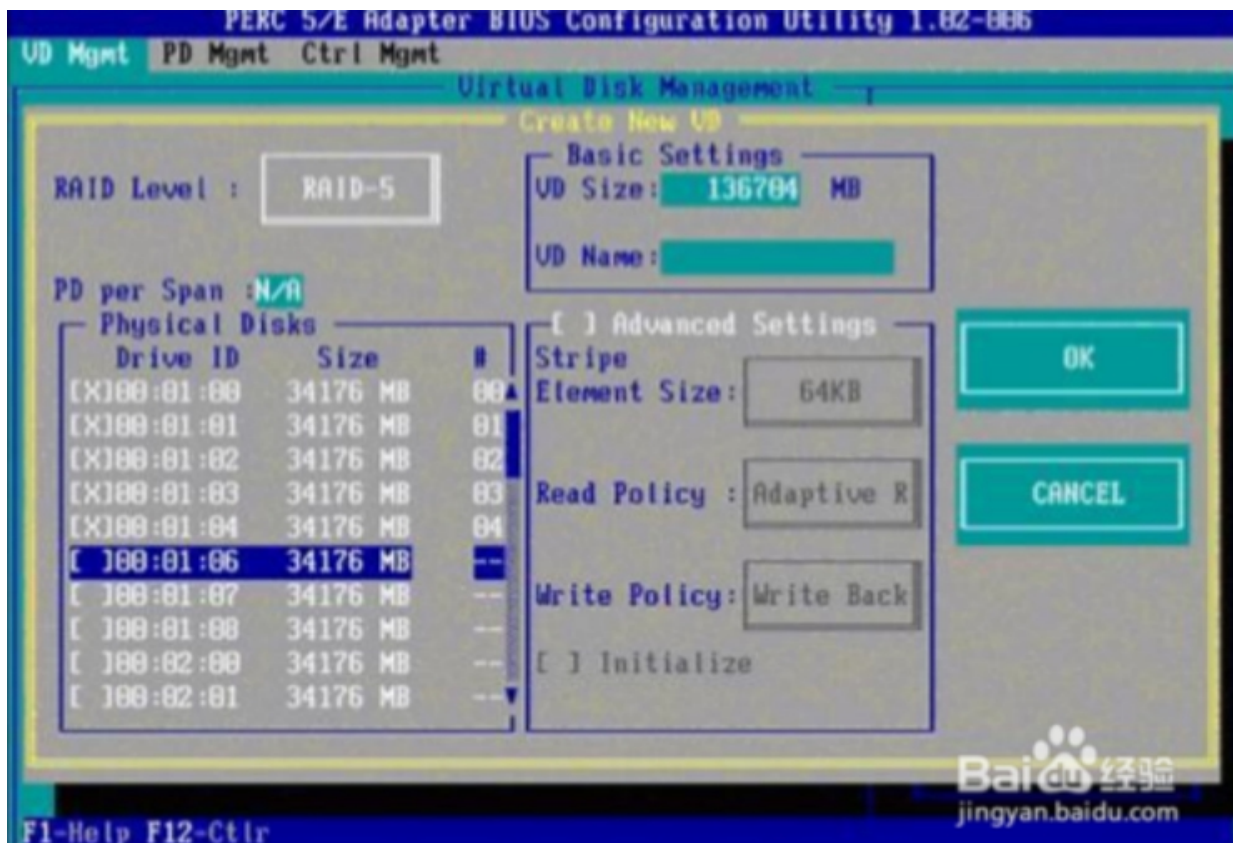 PERC 5/E Adapter BIOS Configuration Utility 1.02-006
VD Mgmt PD Mgmt Ctrl Mgmt
Virtual Disk Management
Create New VD
RAID Level : RAID-5
Basic Settings
VD Size: 136704 MB
VD Name:
PD per Span :N/A
Physical Disks
Drive ID Size #
[X]00:01:00 34176 MB 00
[X]00:01:01 34176 MB 01
[X]00:01:02 34176 MB 02
[X]00:01:03 34176 MB 03
[X]00:01:04 34176 MB 04
[ ]00:01:06 34176 MB --
[ ]00:01:07 34176 MB --
[ ]00:01:08 34176 MB --
[ ]00:02:00 34176 MB --
[ ]00:02:01 34176 MB --
[ ] Advanced Settings
Stripe
Element Size: 64KB
Read Policy : Adaptive R
Write Policy: Write Back
[ ] Initialize
OK
CANCEL
F1-Help F12-Ctlr
Baidu 经验
jingyan.baidu.com